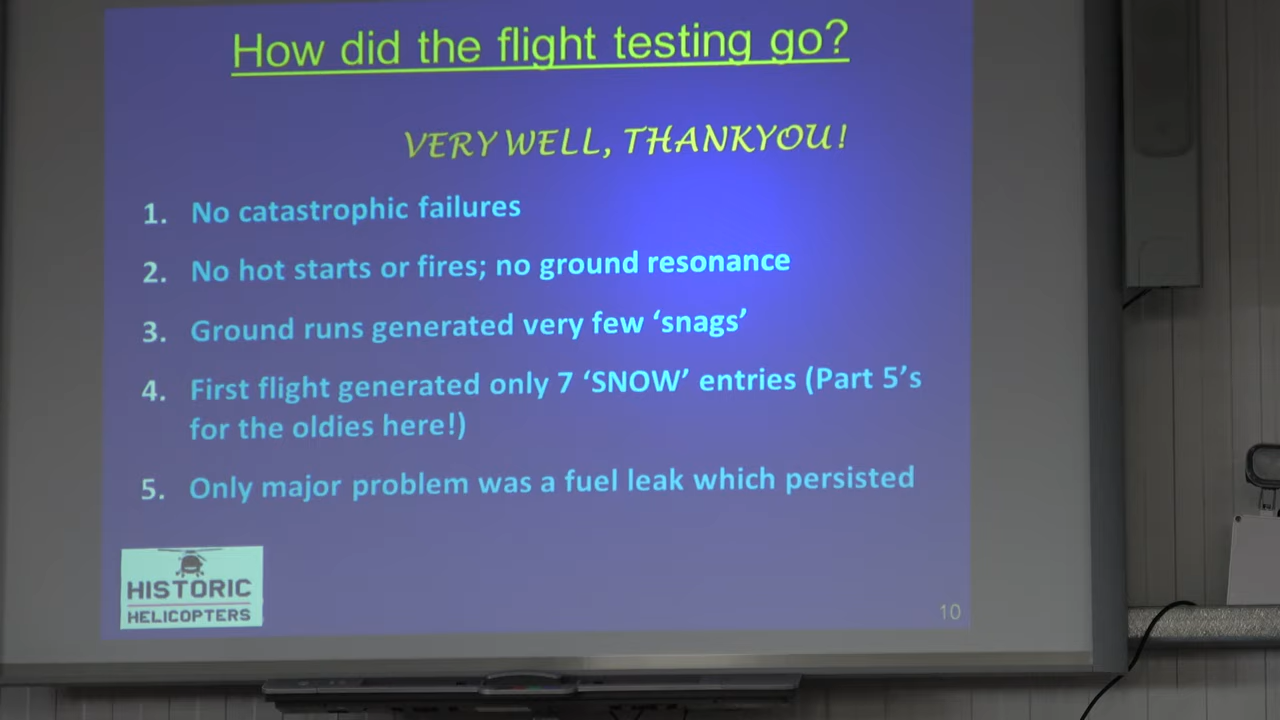 How did the flight testing go?
VERY WELL, THANKYOU!
1. No catastrophic failures
2. No hot starts or fires; no ground resonance
3. Ground runs generated very few ‘snags’
4. First flight generated only 7 ‘SNOW’ entries (Part 5’s
for the oldies here!)
5. Only major problem was a fuel leak which persisted
HISTORIC
HELICOPTERS
10